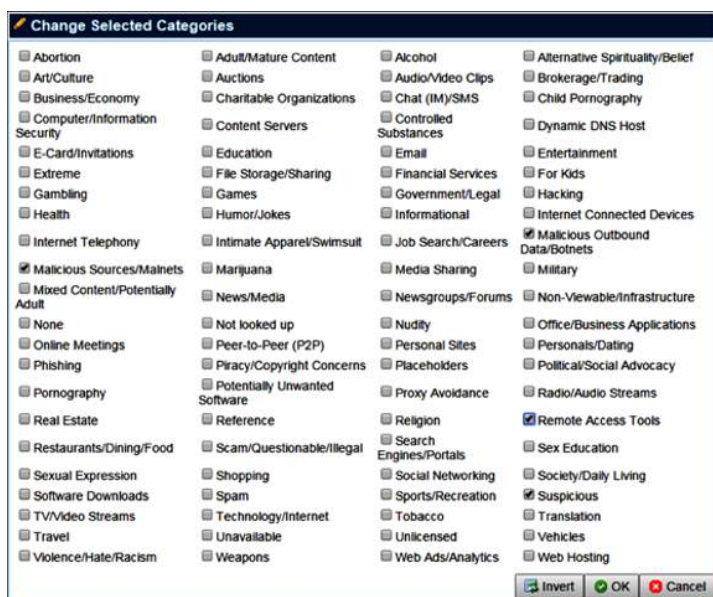 Change Selected Categories
Abortion Adult/Mature Content Alcohol Alternative Spirituality/Belief
Art/Culture Auctions Audio/Video Clips Brokerage/Trading
Business/Economy Charitable Organizations Chat (IM)/SMS Child Pornography
Computer/Information Security Content Servers Controlled Substances Dynamic DNS Host
E-Card/Invitations Education Email Entertainment
Extreme File Storage/Sharing Financial Services For Kids
Gambling Games Government/Legal Hacking
Health Humor/Jokes Informational Internet Connected Devices
Internet Telephony Intimate Apparel/Swimsuit Job Search/Careers Malicious Outbound Data/Botnets
Malicious Sources/Malnets Marijuana Media Sharing Military
Mixed Content/Potentially Adult News/Media Newsgroups/Forums Non-Viewable/Infrastructure
None Not looked up Nudity Office/Business Applications
Online Meetings Peer-to-Peer (P2P) Personal Sites Personals/Dating
Phishing Piracy/Copyright Concerns Placeholders Political/Social Advocacy
Pornography Potentially Unwanted Software Proxy Avoidance Radio/Audio Streams
Real Estate Reference Religion Remote Access Tools
Restaurants/Dining/Food Scam/Questionable/Illegal Search Engines/Portals Sex Education
Sexual Expression Shopping Social Networking Society/Daily Living
Software Downloads Spam Sports/Recreation Suspicious
TV/Video Streams Technology/Internet Tobacco Translation
Travel Unavailable Unlicensed Vehicles
Violence/Hate/Racism Weapons Web Ads/Analytics Web Hosting
Invert OK Cancel